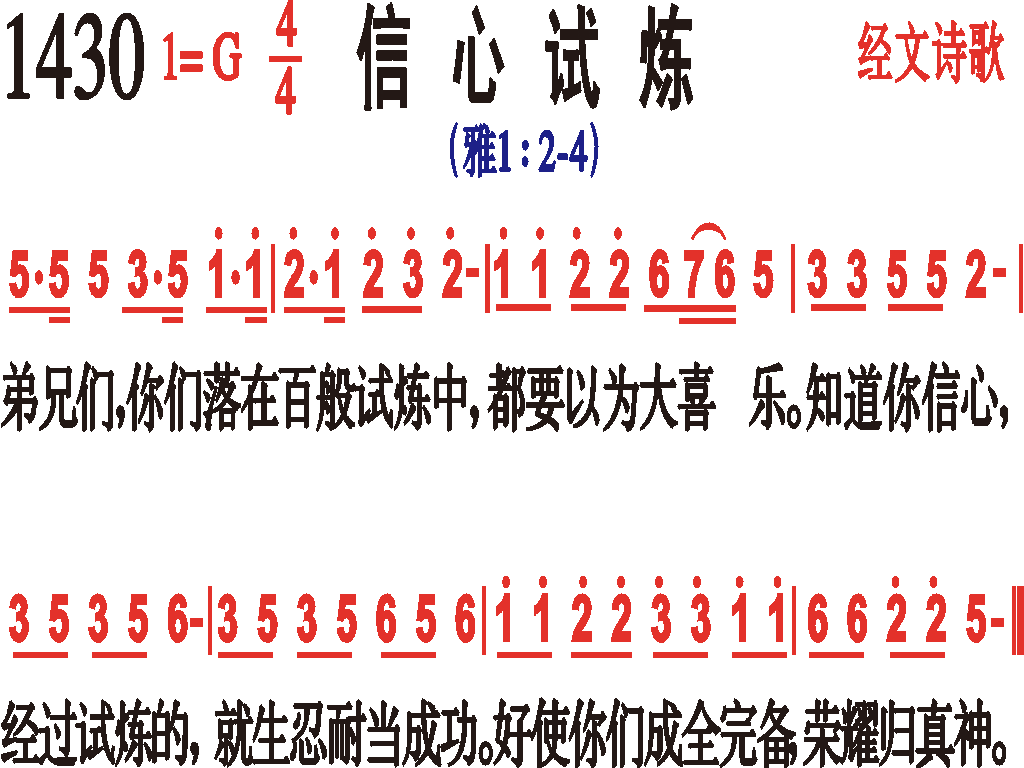 1430 1=G 4/4 信心试炼 经文诗歌
(雅1:2-4)
5·5 5 3·5 1·1|2·1 2 3 2-|1 1 2 2 6 7 6 5|3 3 5 5 2-|
弟兄们,你们落在百般试炼中,都要以为大喜 乐。知道你信心,
3 5 3 5 6-|3 5 3 5 6 5 6|1 1 2 2 3 3 1 1|6 6 2 2 5-‖
经过试炼的,就生忍耐当成功。好使你们成全完备,荣耀归真神。